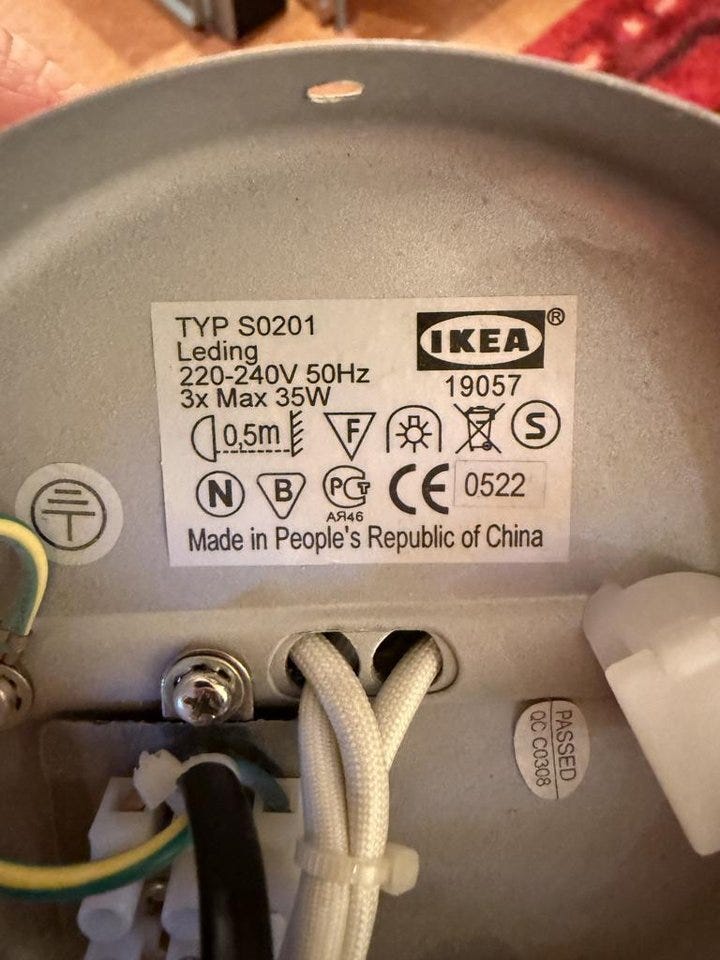 TYP S0201
Leding
220-240V 50Hz
3x Max 35W
IKEA®
19057
0,5m F S
N B PCT CE 0522
АЯ46
Made in People's Republic of China
PASSED
QC C0308